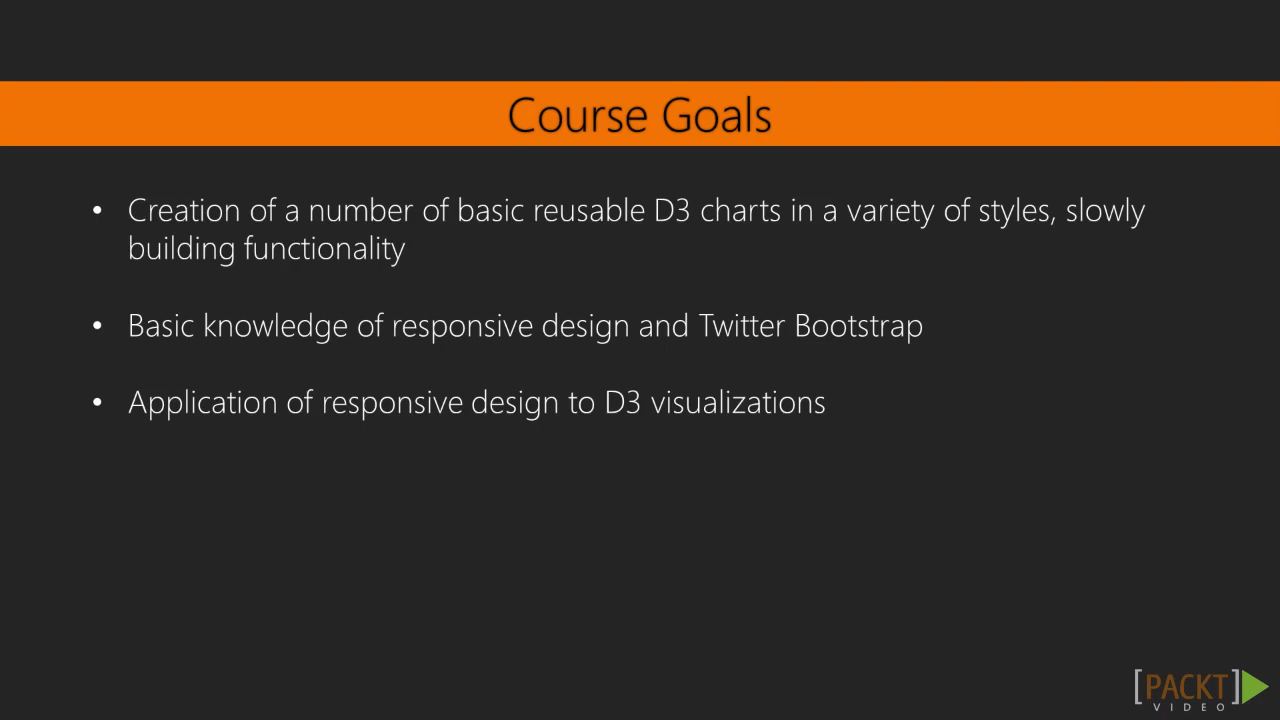 Course Goals
• Creation of a number of basic reusable D3 charts in a variety of styles, slowly
building functionality
• Basic knowledge of responsive design and Twitter Bootstrap
• Application of responsive design to D3 visualizations
[PACKT]
VIDEO